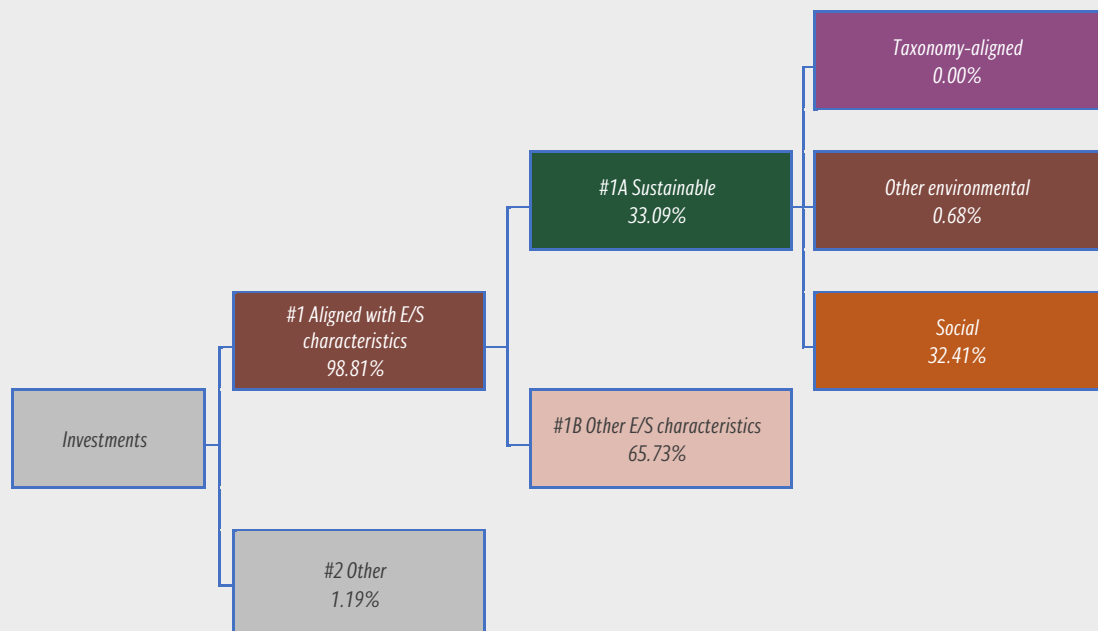 Taxonomy-aligned
0.00%
#1A Sustainable
33.09%
Other environmental
0.68%
#1 Aligned with E/S
characteristics
98.81%
Social
32.41%
Investments
#1B Other E/S characteristics
65.73%
#2 Other
1.19%